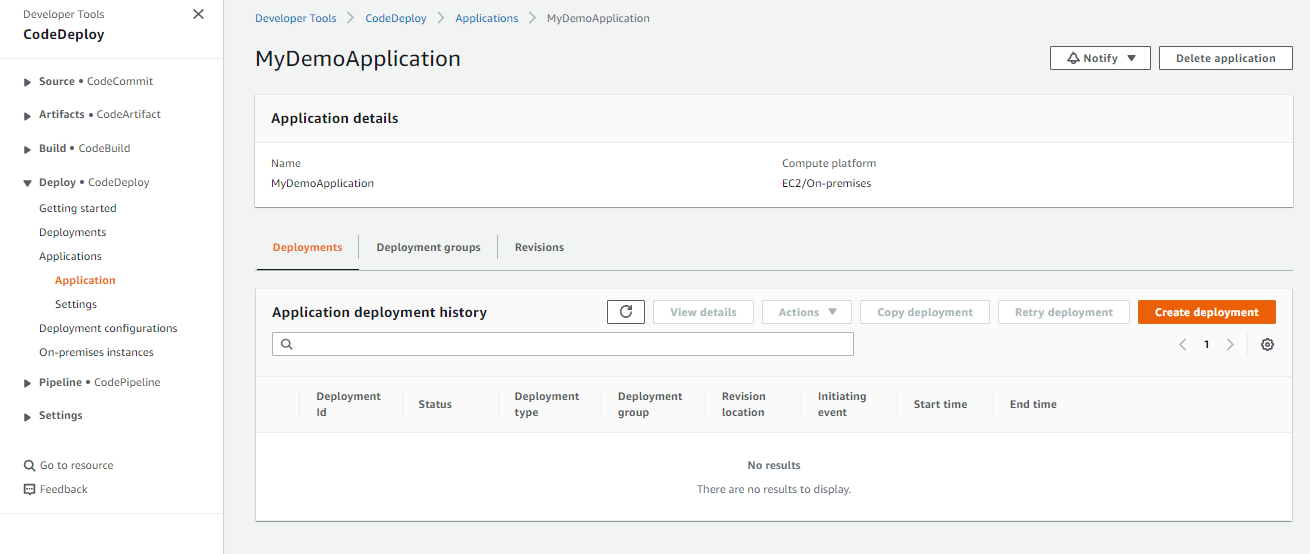 Developer Tools
CodeDeploy
Source • CodeCommit
Artifacts • CodeArtifact
Build • CodeBuild
Deploy • CodeDeploy
Getting started
Deployments
Applications
Application
Settings
Deployment configurations
On-premises instances
Pipeline • CodePipeline
Settings
Go to resource
Feedback
Developer Tools CodeDeploy Applications MyDemoApplication
MyDemoApplication
Notify
Delete application
Application details
Name
MyDemoApplication
Compute platform
EC2/On-premises
Deployments Deployment groups Revisions
Application deployment history
View details Actions Copy deployment Retry deployment Create deployment
1
Deployment
Id
Status
Deployment
type
Deployment
group
Revision
location
Initiating
event
Start time
End time
No results
There are no results to display.